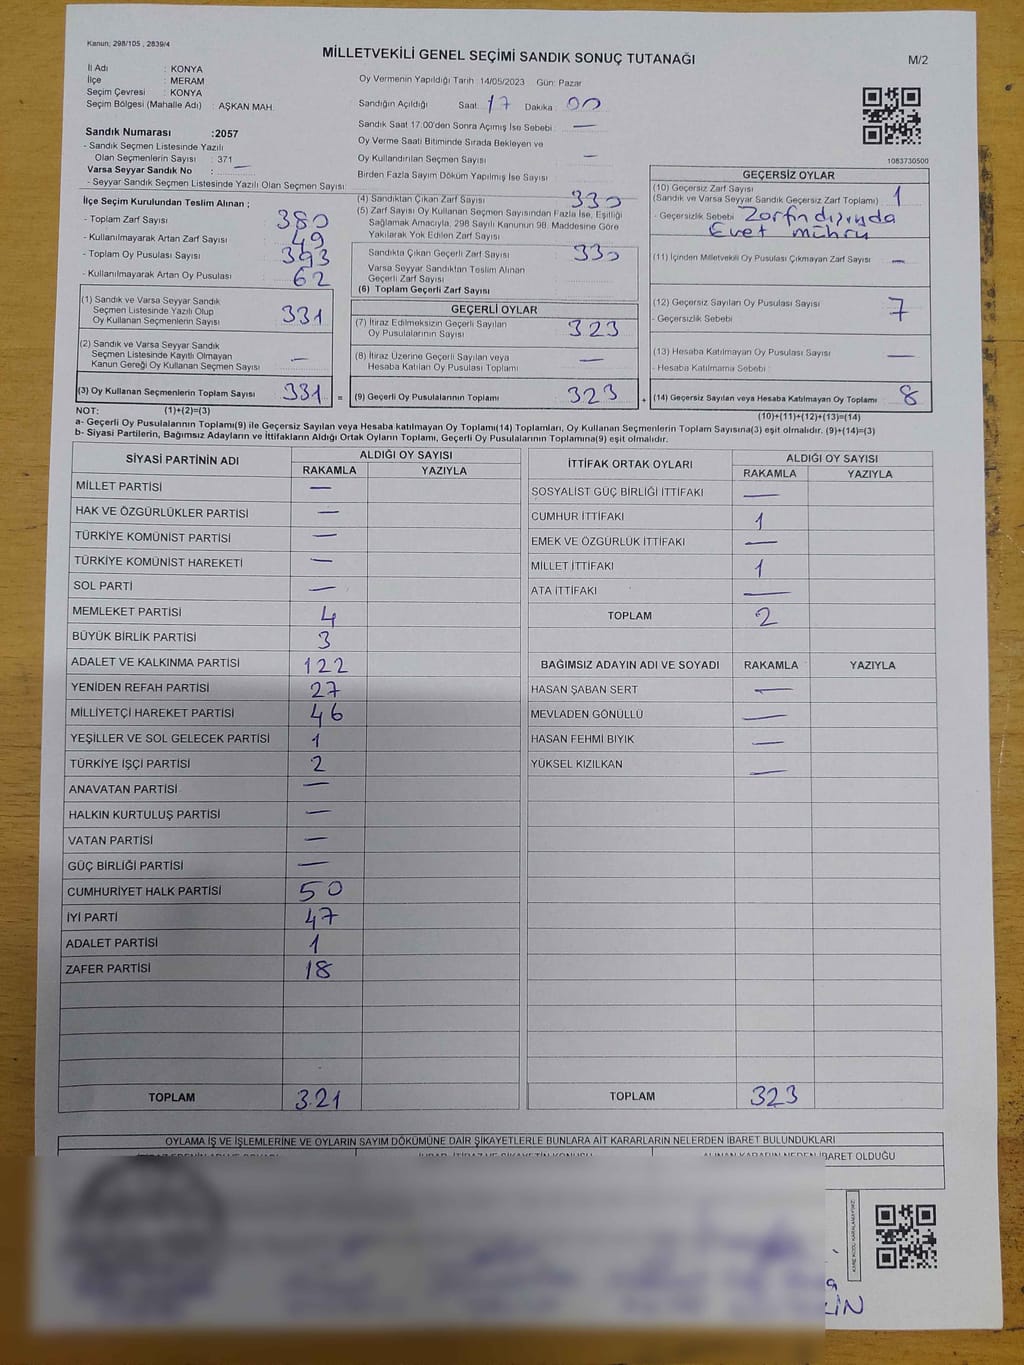 Kanun; 298/105 , 2839/4
MİLLETVEKİLİ GENEL SEÇİMİ SANDIK SONUÇ TUTANAĞI
M/2
İl Adı : KONYA
İlçe : MERAM
Seçim Çevresi : KONYA
Seçim Bölgesi (Mahalle Adı) : AŞKAN MAH.
Oy Vermenin Yapıldığı Tarih 14/05/2023 Gün: Pazar
Sandığın Açıldığı Saat: 17 Dakika: 00
Sandık Saat 17.00'den Sonra Açımış İse Sebebi : —
Oy Verme Saati Bitiminde Sırada Bekleyen ve
Oy Kullandırılan Seçmen Sayısı —
Birden Fazla Sayım Döküm Yapılmış İse Sayısı
Sandık Numarası :2057
- Sandık Seçmen Listesinde Yazılı
Olan Seçmenlerin Sayısı : 371
Varsa Seyyar Sandık No : —
- Seyyar Sandık Seçmen Listesinde Yazılı Olan Seçmen Sayısı:
1083730500
İlçe Seçim Kurulundan Teslim Alınan ;
- Toplam Zarf Sayısı 380
- Kullanılmayarak Artan Zarf Sayısı 49
- Toplam Oy Pusulası Sayısı 393
- Kullanılmayarak Artan Oy Pusulası 62
(1) Sandık ve Varsa Seyyar Sandık
Seçmen Listesinde Yazılı Olup
Oy Kullanan Seçmenlerin Sayısı 331
(2) Sandık ve Varsa Seyyar Sandık
Seçmen Listesinde Kayıtlı Olmayan
Kanun Gereği Oy Kullanan Seçmen Sayısı —
(3) Oy Kullanan Seçmenlerin Toplam Sayısı 331 =
(4) Sandıktan Çıkan Zarf Sayısı 330
(5) Zarf Sayısı Oy Kullanan Seçmen Sayısından Fazla İse, Eşitliği
Sağlamak Amacıyla, 298 Sayılı Kanunun 98. Maddesine Göre
Yakılarak Yok Edilen Zarf Sayısı
Sandıkta Çıkan Geçerli Zarf Sayısı 330
Varsa Seyyar Sandıktan Teslim Alınan
Geçerli Zarf Sayısı
(6) Toplam Geçerli Zarf Sayısı
GEÇERLİ OYLAR
(7) İtiraz Edilmeksizin Geçerli Sayılan
Oy Pusulalarının Sayısı 323
(8) İtiraz Üzerine Geçerli Sayılan veya
Hesaba Katılan Oy Pusulası Toplamı —
(9) Geçerli Oy Pusulalarının Toplamı 323 +
GEÇERSİZ OYLAR
(10) Geçersiz Zarf Sayısı 1
(Sandık ve Varsa Seyyar Sandık Geçersiz Zarf Toplamı)
- Geçersizlik Sebebi Zarfın dışında
Evet mührü
(11) İçinden Milletvekili Oy Pusulası Çıkmayan Zarf Sayısı —
(12) Geçersiz Sayılan Oy Pusulası Sayısı 7
- Geçersizlik Sebebi
(13) Hesaba Katılmayan Oy Pusulası Sayısı —
- Hesaba Katılmama Sebebi :
(14) Geçersiz Sayılan veya Hesaba Katılmayan Oy Toplamı 8
NOT: (1)+(2)=(3)
(10)+(11)+(12)+(13)=(14)
a- Geçerli Oy Pusulalarının Toplamı(9) ile Geçersiz Sayılan veya Hesaba katılmayan Oy Toplamı(14) Toplamları, Oy Kullanan Seçmenlerin Toplam Sayısına(3) eşit olmalıdır. (9)+(14)=(3)
b- Siyasi Partilerin, Bağımsız Adayların ve İttifakların Aldığı Ortak Oyların Toplamı, Geçerli Oy Pusulalarının Toplamına(9) eşit olmalıdır.
SİYASİ PARTİNİN ADI ALDIĞI OY SAYISI
RAKAMLA YAZIYLA
MİLLET PARTİSİ —
HAK VE ÖZGÜRLÜKLER PARTİSİ —
TÜRKİYE KOMÜNİST PARTİSİ —
TÜRKİYE KOMÜNİST HAREKETİ —
SOL PARTİ —
MEMLEKET PARTİSİ 4
BÜYÜK BİRLİK PARTİSİ 3
ADALET VE KALKINMA PARTİSİ 122
YENİDEN REFAH PARTİSİ 27
MİLLİYETÇİ HAREKET PARTİSİ 46
YEŞİLLER VE SOL GELECEK PARTİSİ 1
TÜRKİYE İŞÇİ PARTİSİ 2
ANAVATAN PARTİSİ —
HALKIN KURTULUŞ PARTİSİ —
VATAN PARTİSİ —
GÜÇ BİRLİĞİ PARTİSİ —
CUMHURİYET HALK PARTİSİ 50
İYİ PARTİ 47
ADALET PARTİSİ 1
ZAFER PARTİSİ 18
TOPLAM 321
İTTİFAK ORTAK OYLARI ALDIĞI OY SAYISI
RAKAMLA YAZIYLA
SOSYALİST GÜÇ BİRLİĞİ İTTİFAKI —
CUMHUR İTTİFAKI 1
EMEK VE ÖZGÜRLÜK İTTİFAKI —
MİLLET İTTİFAKI 1
ATA İTTİFAKI —
TOPLAM 2
BAĞIMSIZ ADAYIN ADI VE SOYADI RAKAMLA YAZIYLA
HASAN ŞABAN SERT —
MEVLADEN GÖNÜLLÜ —
HASAN FEHMİ BIYIK —
YÜKSEL KIZILKAN —
TOPLAM 323
OYLAMA İŞ VE İŞLEMLERİNE VE OYLARIN SAYIM DÖKÜMÜNE DAİR ŞİKAYETLERLE BUNLARA AİT KARARLARIN NELERDEN İBARET BULUNDUKLARI
ALINAN KARARIN NEDEN İBARET OLDUĞU
KARE KODU KARALAMAYINIZ.